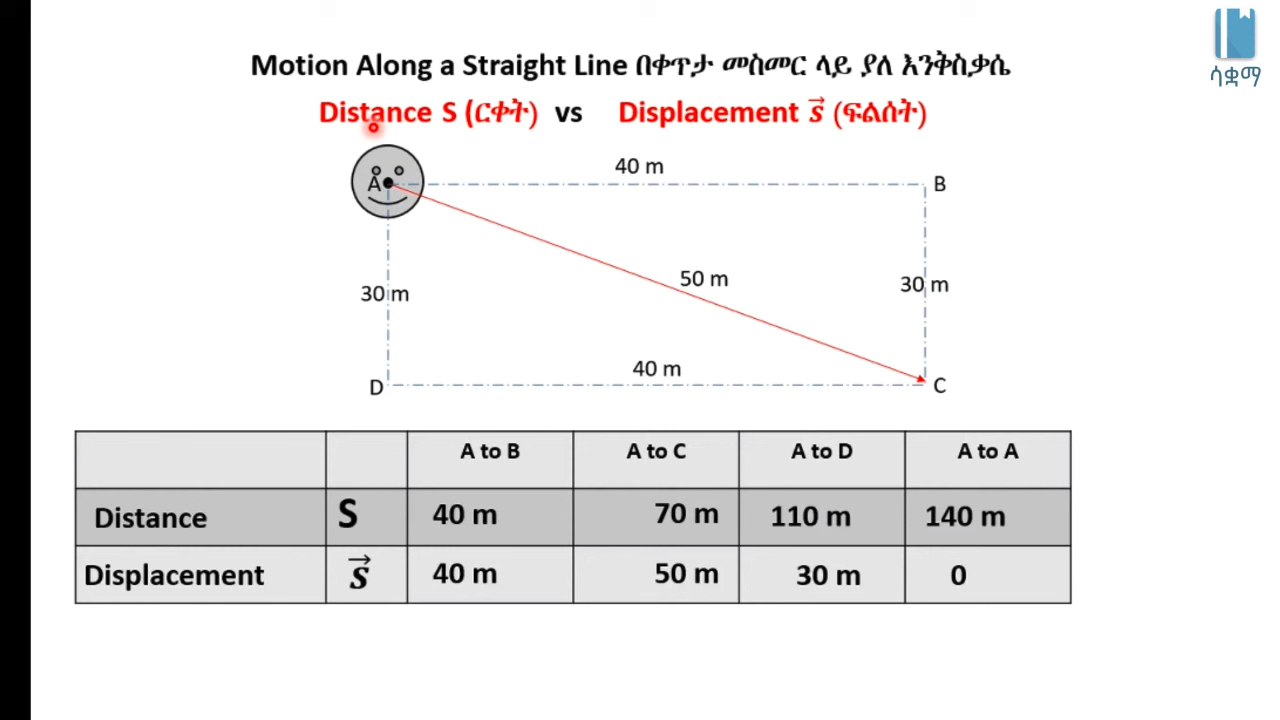 ሳቋማ
Motion Along a Straight Line በቀጥታ መስመር ላይ ያለ እንቅስቃሴ
Distance S (ርቀት) vs Displacement s⃗ (ፍልሰት)
40 m
A B
30 m 50 m 30 m
40 m
D C
A to B A to C A to D A to A
Distance S 40 m 70 m 110 m 140 m
Displacement s⃗ 40 m 50 m 30 m 0